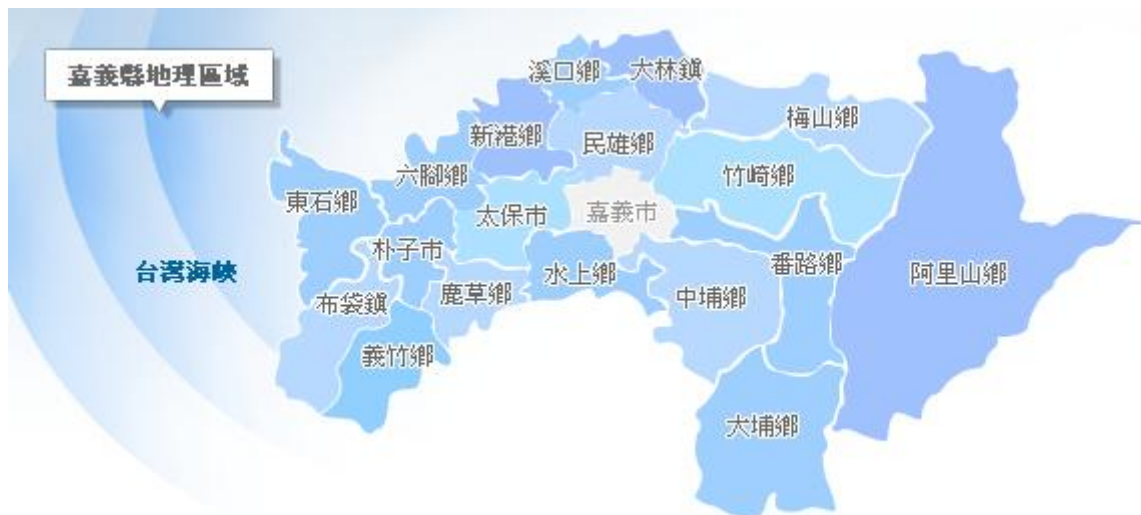 嘉義縣地理區域
溪口鄉
大林鎮
梅山鄉
新港鄉
民雄鄉
六腳鄉
竹崎鄉
東石鄉
太保市
嘉義市
朴子市
台灣海峽
水上鄉
番路鄉
阿里山鄉
布袋鎮
鹿草鄉
中埔鄉
義竹鄉
大埔鄉